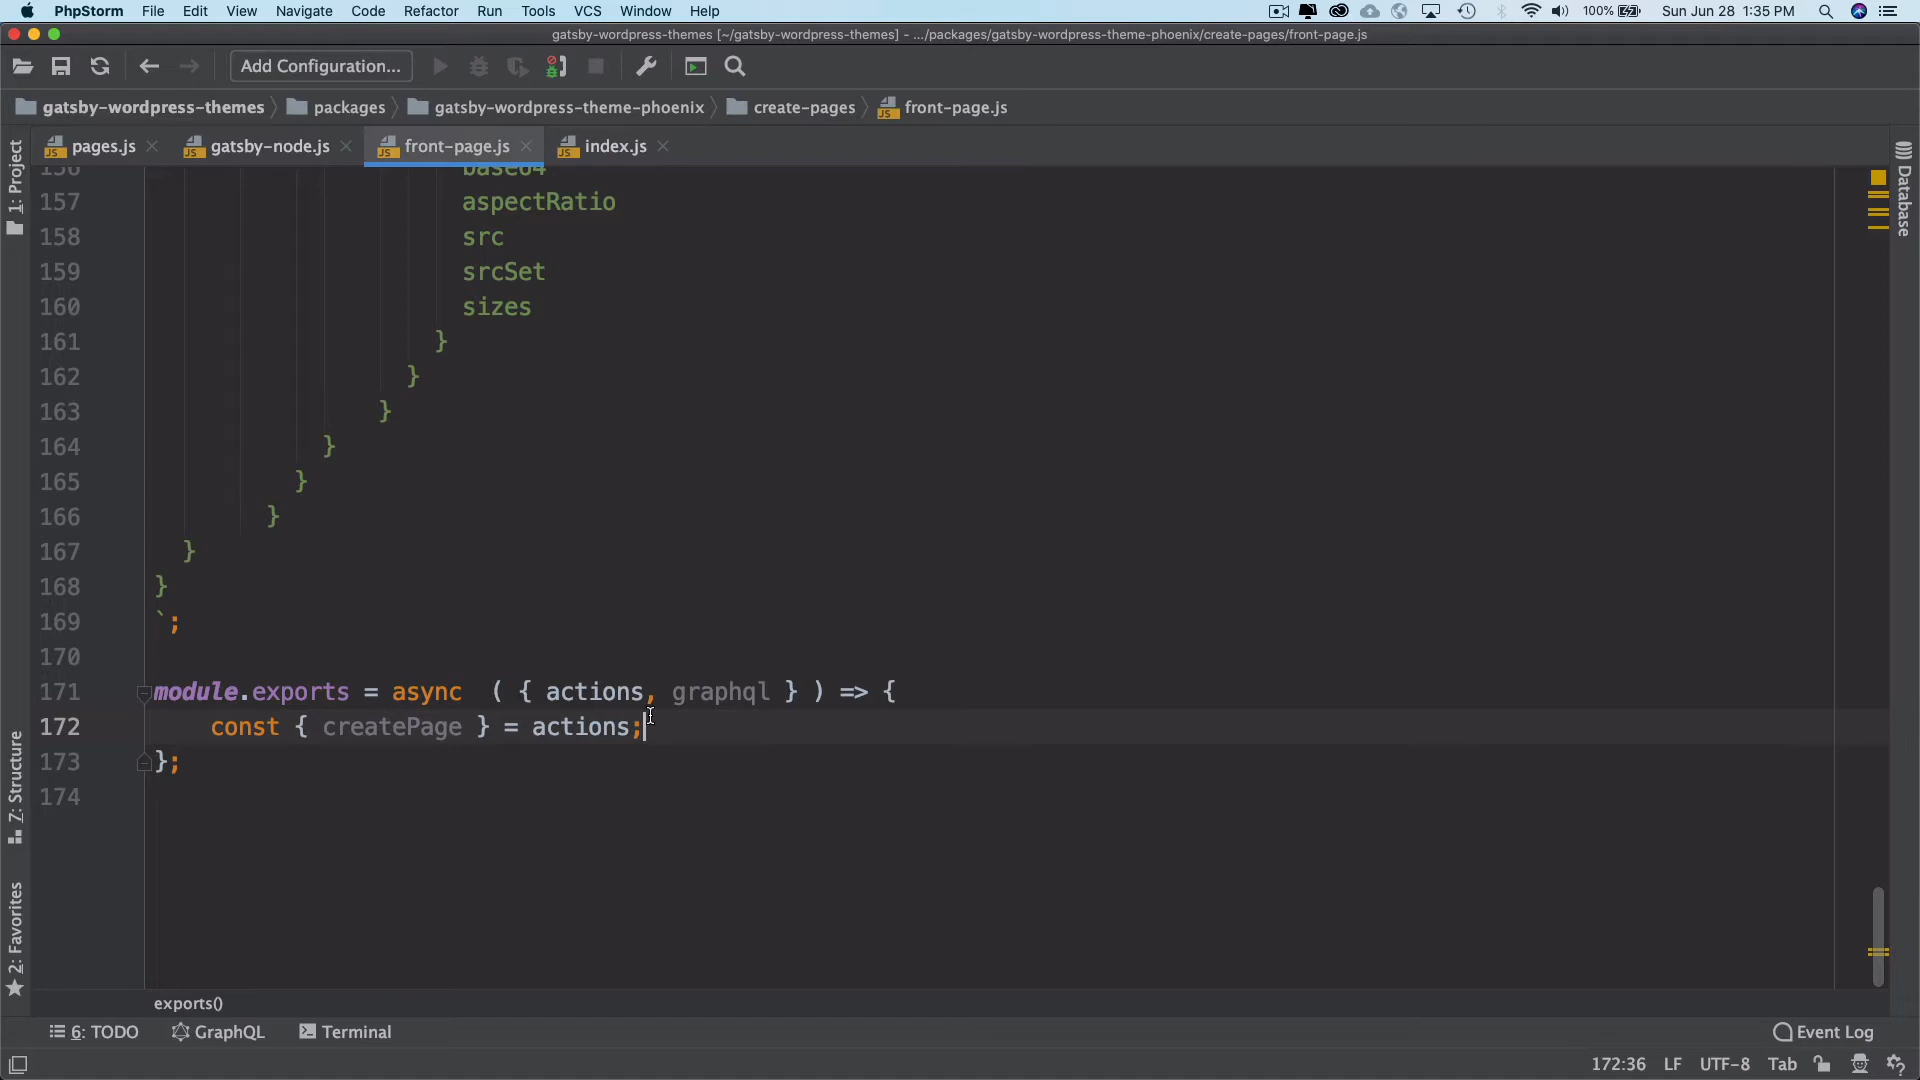 PhpStorm File Edit View Navigate Code Refactor Run Tools VCS Window Help 100% Sun Jun 28 1:35 PM
gatsby-wordpress-themes [~/gatsby-wordpress-themes] - .../packages/gatsby-wordpress-theme-phoenix/create-pages/front-page.js
Add Configuration...
gatsby-wordpress-themes packages gatsby-wordpress-theme-phoenix create-pages front-page.js
pages.js gatsby-node.js front-page.js index.js
1: Project
Database
156 base64
157 aspectRatio
158 src
159 srcSet
160 sizes
161 }
162 }
163 }
164 }
165 }
166 }
167 }
168 }
169 `;
170
171 module.exports = async ( { actions, graphql } ) => {
172 const { createPage } = actions;
173 };
174
7: Structure
2: Favorites
exports()
6: TODO GraphQL Terminal Event Log
172:36 LF UTF-8 Tab